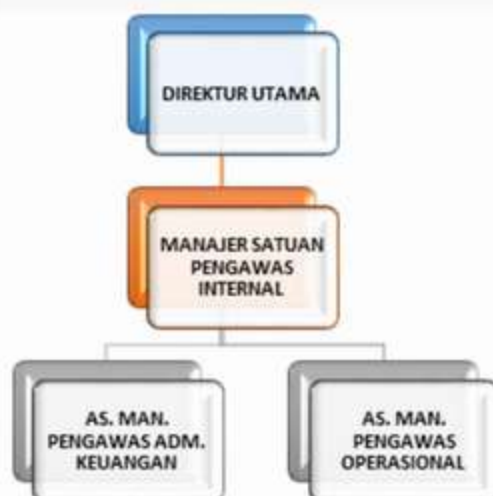 DIREKTUR UTAMA
MANAJER SATUAN
PENGAWAS
INTERNAL
AS. MAN.
PENGAWAS ADM.
KEUANGAN
AS. MAN.
PENGAWAS
OPERASIONAL